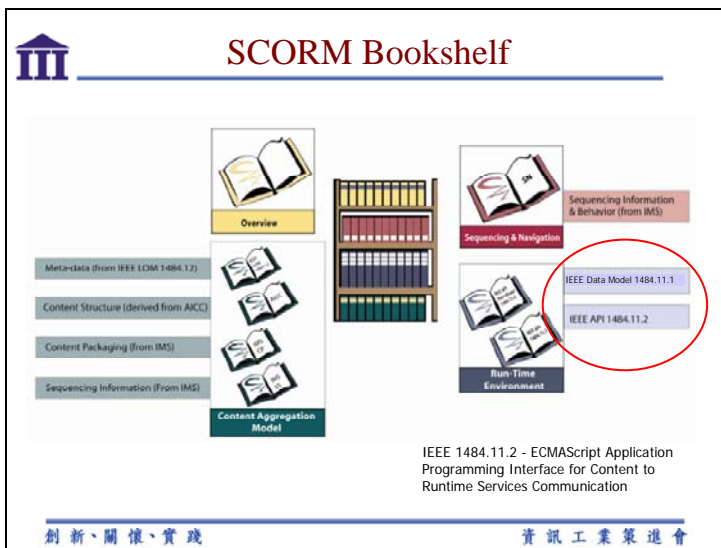 SCORM Bookshelf
Overview
Meta-data (from IEEE LOM 1484.12)
Content Structure (derived from AICC)
Content Packaging (from IMS)
Sequencing Information (From IMS)
Content Aggregation
Model
SN
Sequencing & Navigation
Sequencing Information
& Behavior (from IMS)
IEEE Data Model 1484.11.1
IEEE API 1484.11.2
Run-Time
Environment
IEEE 1484.11.2 - ECMAScript Application
Programming Interface for Content to
Runtime Services Communication
創新、關懷、實踐
資訊工業策進會